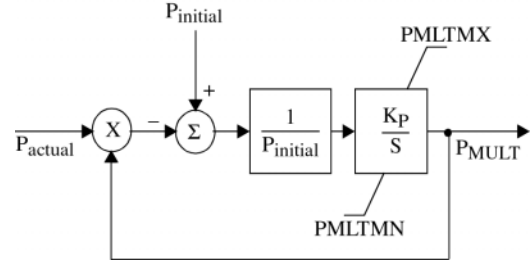 P_initial
PMLTMX
+
−
X
Σ
1
P_initial
K_P
S
P_actual
P_MULT
PMLTMN